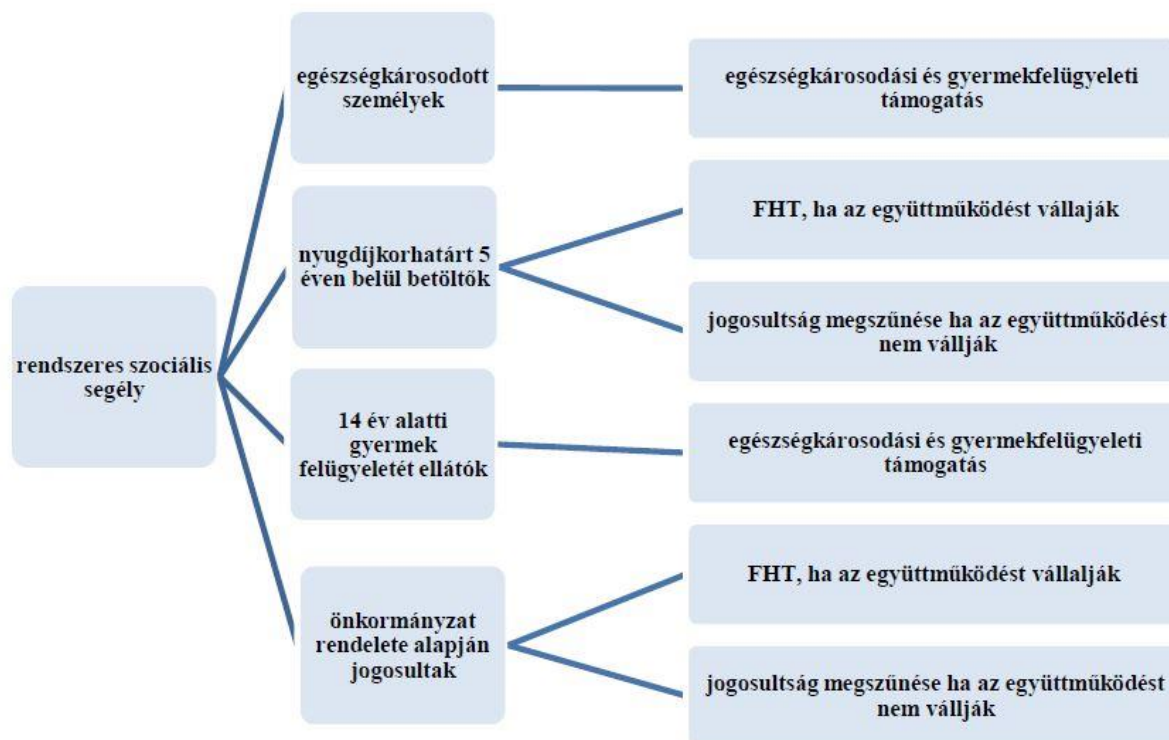 rendszeres szociális
segély
egészségkárosodott
személyek
egészségkárosodási és gyermekfelügyeleti
támogatás
nyugdíjkorhatárt 5
éven belül betöltők
FHT, ha az együttműködést vállaják
jogosultság megszűnése ha az együttműködést
nem vállják
14 év alatti
gyermek
felügyeletét ellátók
egészségkárosodási és gyermekfelügyeleti
támogatás
önkormányzat
rendelete alapján
jogosultak
FHT, ha az együttműködést vállalják
jogosultság megszűnése ha az együttműködést
nem vállják